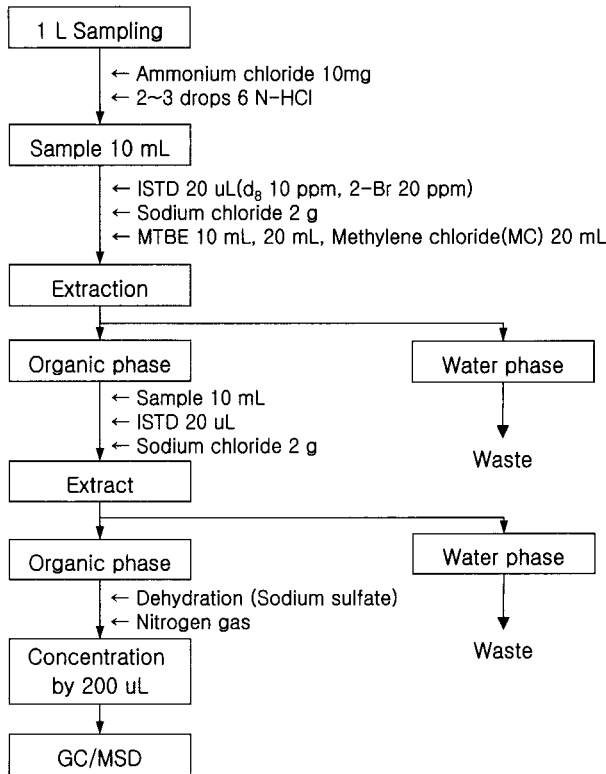 1 L Sampling
← Ammonium chloride 10mg
← 2~3 drops 6 N-HCl
Sample 10 mL
← ISTD 20 uL(d₈ 10 ppm, 2-Br 20 ppm)
← Sodium chloride 2 g
← MTBE 10 mL, 20 mL, Methylene chloride(MC) 20 mL
Extraction
Organic phase
Water phase
← Sample 10 mL
← ISTD 20 uL
← Sodium chloride 2 g
Waste
Extract
Organic phase
Water phase
← Dehydration (Sodium sulfate)
← Nitrogen gas
Waste
Concentration
by 200 uL
GC/MSD